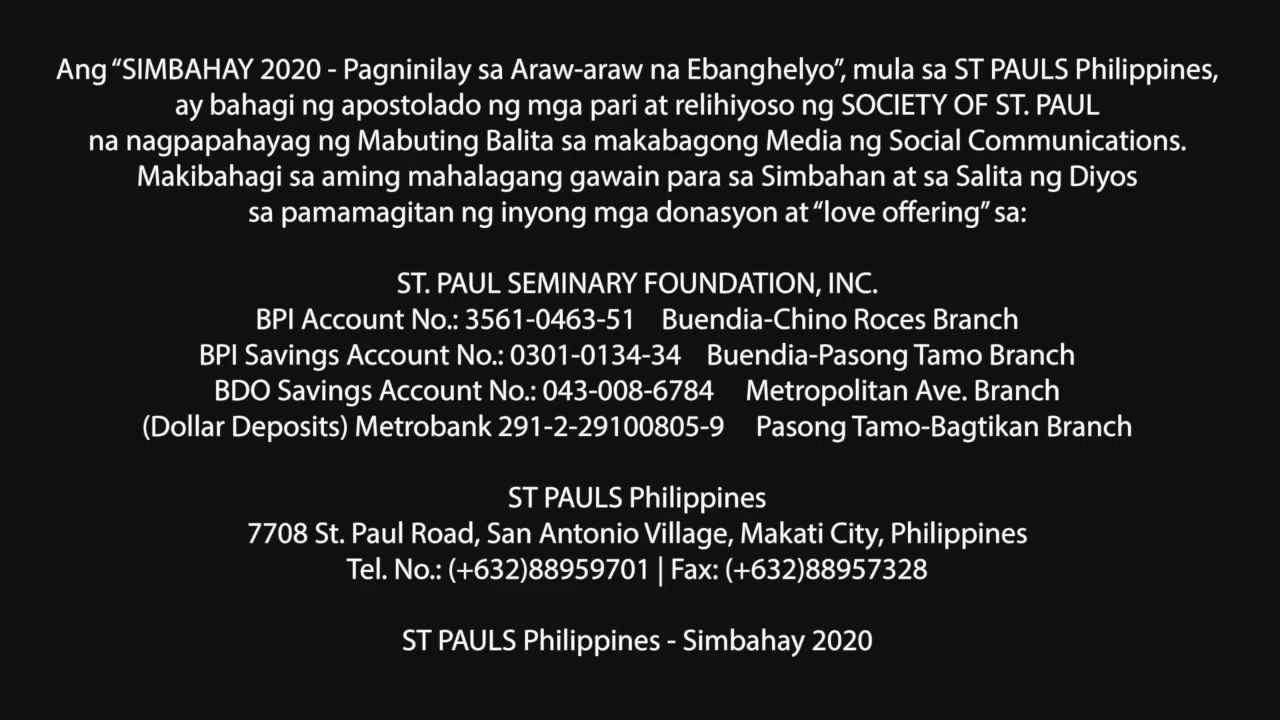 Ang “SIMBAHAY 2020 - Pagninilay sa Araw-araw na Ebanghelyo”, mula sa ST PAULS Philippines,
ay bahagi ng apostolado ng mga pari at relihiyoso ng SOCIETY OF ST. PAUL
na nagpapahayag ng Mabuting Balita sa makabagong Media ng Social Communications.
Makibahagi sa aming mahalagang gawain para sa Simbahan at sa Salita ng Diyos
sa pamamagitan ng inyong mga donasyon at “love offering” sa:
ST. PAUL SEMINARY FOUNDATION, INC.
BPI Account No.: 3561-0463-51 Buendia-Chino Roces Branch
BPI Savings Account No.: 0301-0134-34 Buendia-Pasong Tamo Branch
BDO Savings Account No.: 043-008-6784 Metropolitan Ave. Branch
(Dollar Deposits) Metrobank 291-2-29100805-9 Pasong Tamo-Bagtikan Branch
ST PAULS Philippines
7708 St. Paul Road, San Antonio Village, Makati City, Philippines
Tel. No.: (+632)88959701 | Fax: (+632)88957328
ST PAULS Philippines - Simbahay 2020